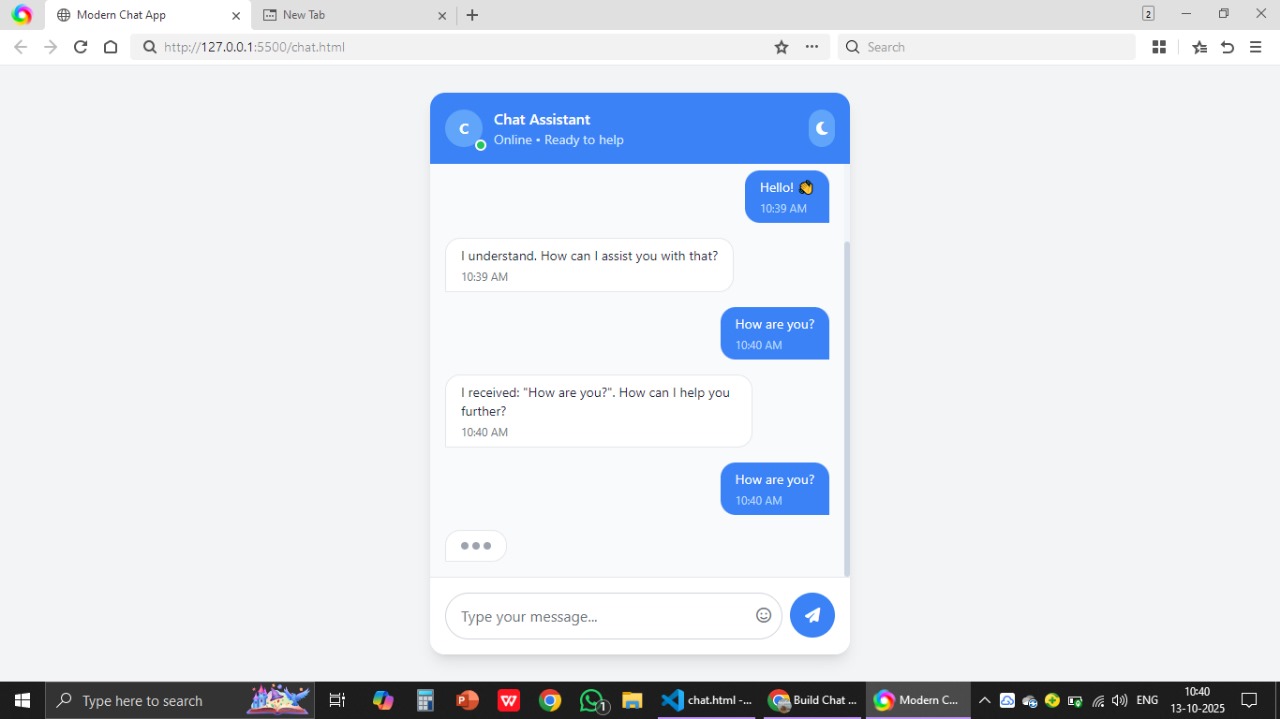 Modern Chat App
New Tab
2
http://127.0.0.1:5500/chat.html
Search
C
Chat Assistant
Online • Ready to help
Hello! 👋
10:39 AM
I understand. How can I assist you with that?
10:39 AM
How are you?
10:40 AM
I received: "How are you?". How can I help you
further?
10:40 AM
How are you?
10:40 AM
Type your message...
Type here to search
1
chat.html -...
Build Chat ...
Modern C...
ENG
10:40
13-10-2025